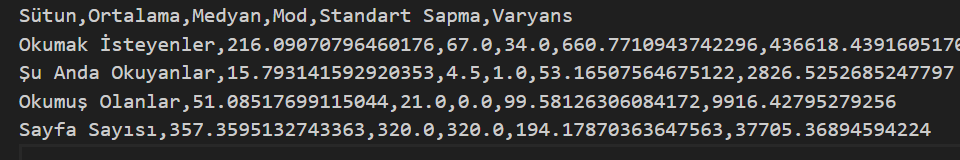 Sütun,Ortalama,Medyan,Mod,Standart Sapma,Varyans
Okumak İsteyenler,216.09070796460176,67.0,34.0,660.7710943742296,436618.4391605170
Şu Anda Okuyanlar,15.793141592920353,4.5,1.0,53.16507564675122,2826.5252685247797
Okumuş Olanlar,51.08517699115044,21.0,0.0,99.58126306084172,9916.42795279256
Sayfa Sayısı,357.3595132743363,320.0,320.0,194.17870363647563,37705.36894594224